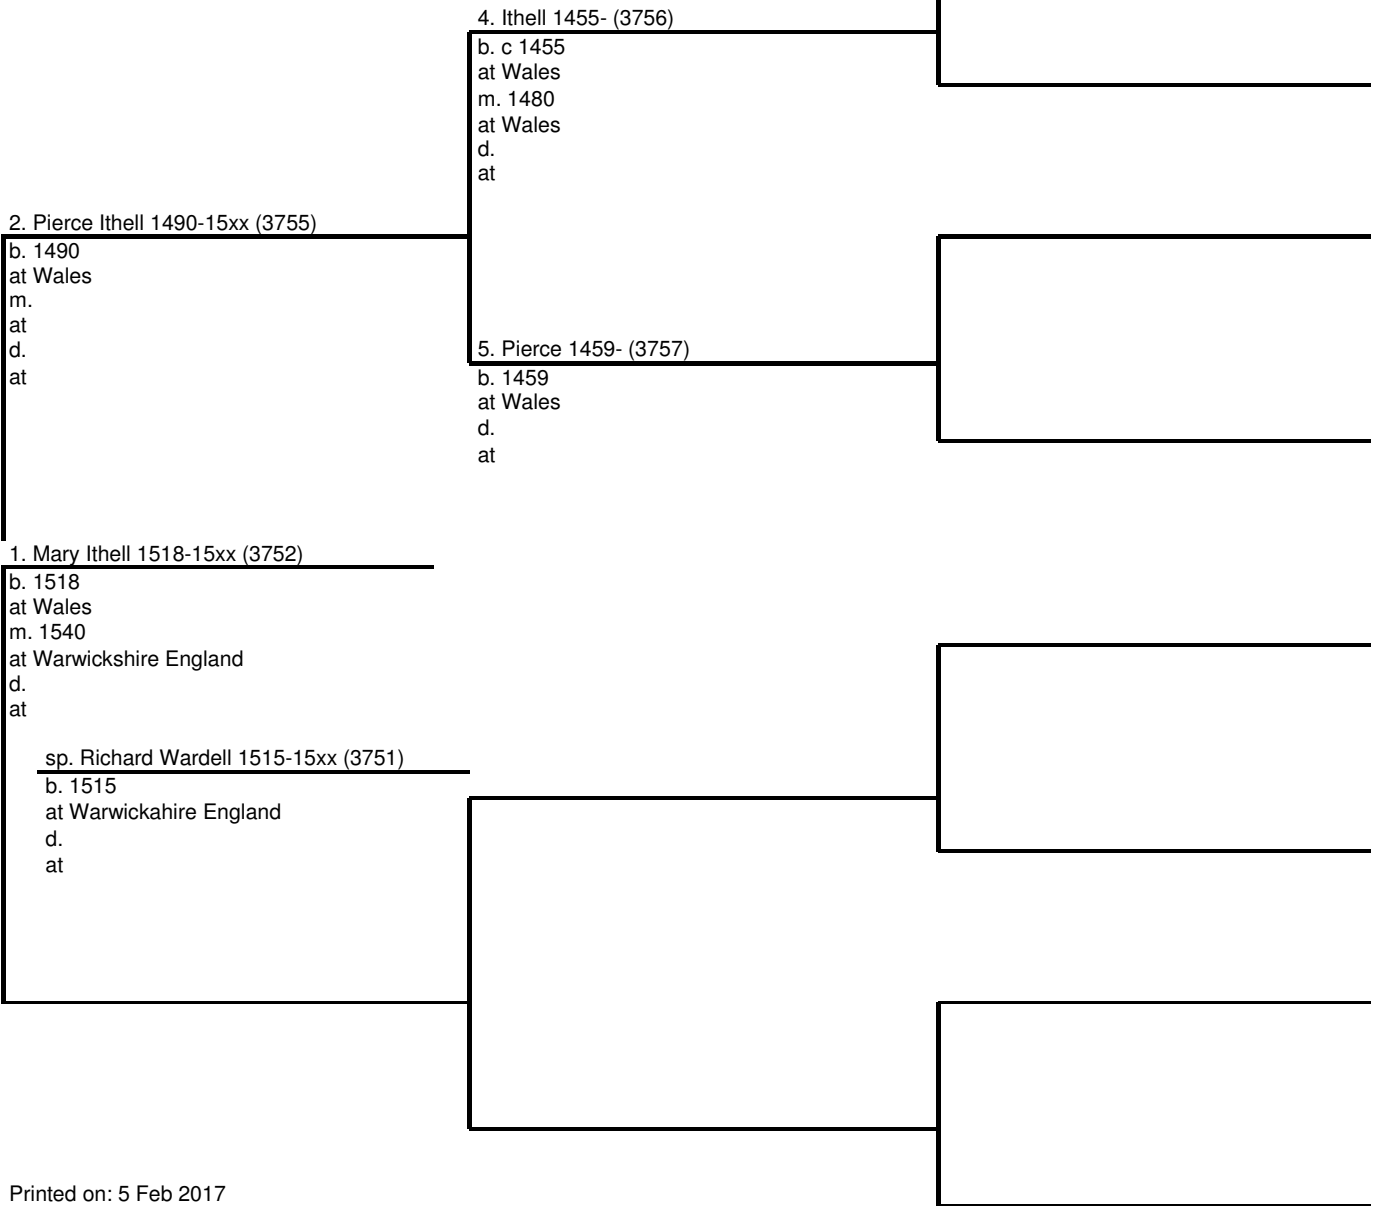 4. Ithell 1455- (3756)
b. c 1455
at Wales
m. 1480
at Wales
d.
at
2. Pierce Ithell 1490-15xx (3755)
b. 1490
at Wales
m.
at
d.
at
5. Pierce 1459- (3757)
b. 1459
at Wales
d.
at
1. Mary Ithell 1518-15xx (3752)
b. 1518
at Wales
m. 1540
at Warwickshire England
d.
at
sp. Richard Wardell 1515-15xx (3751)
b. 1515
at Warwickahire England
d.
at
Printed on: 5 Feb 2017